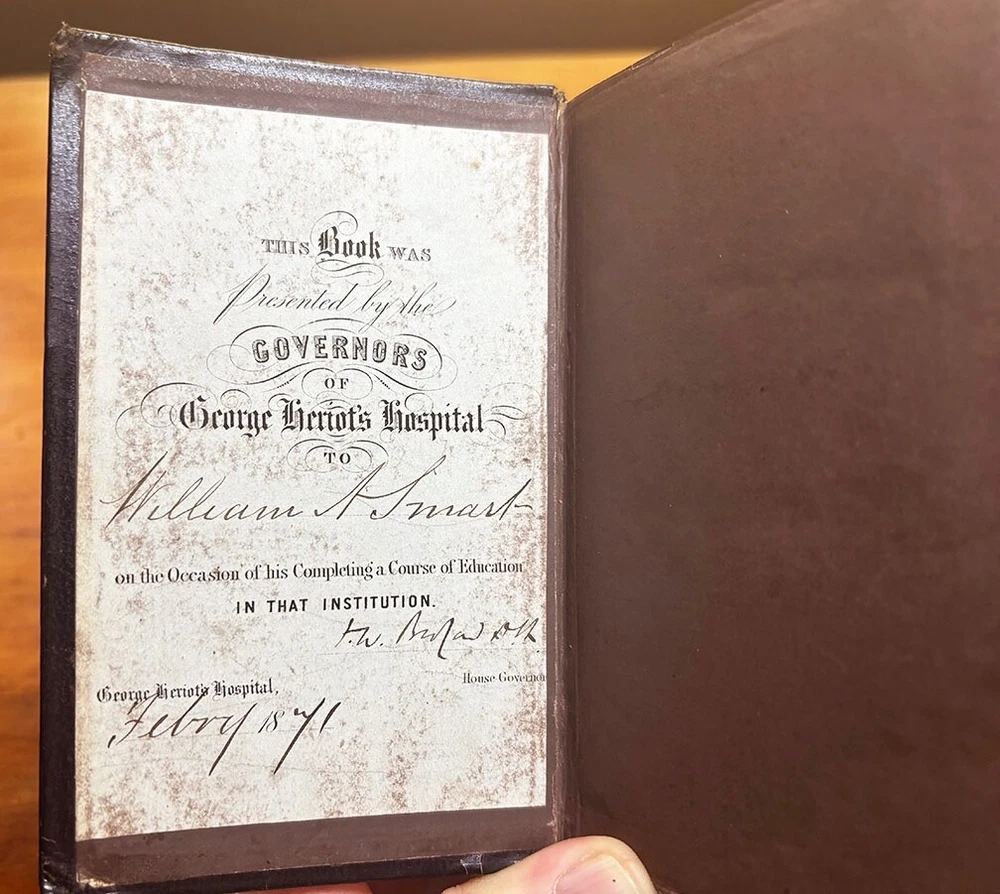 THIS Book WAS
Presented by the
GOVERNORS
OF
George Heriot's Hospital
TO
William A Smart
on the Occasion of his Completing a Course of Education
IN THAT INSTITUTION.
F. W. Bedford
House Governor
George Heriot's Hospital,
Febry 1871